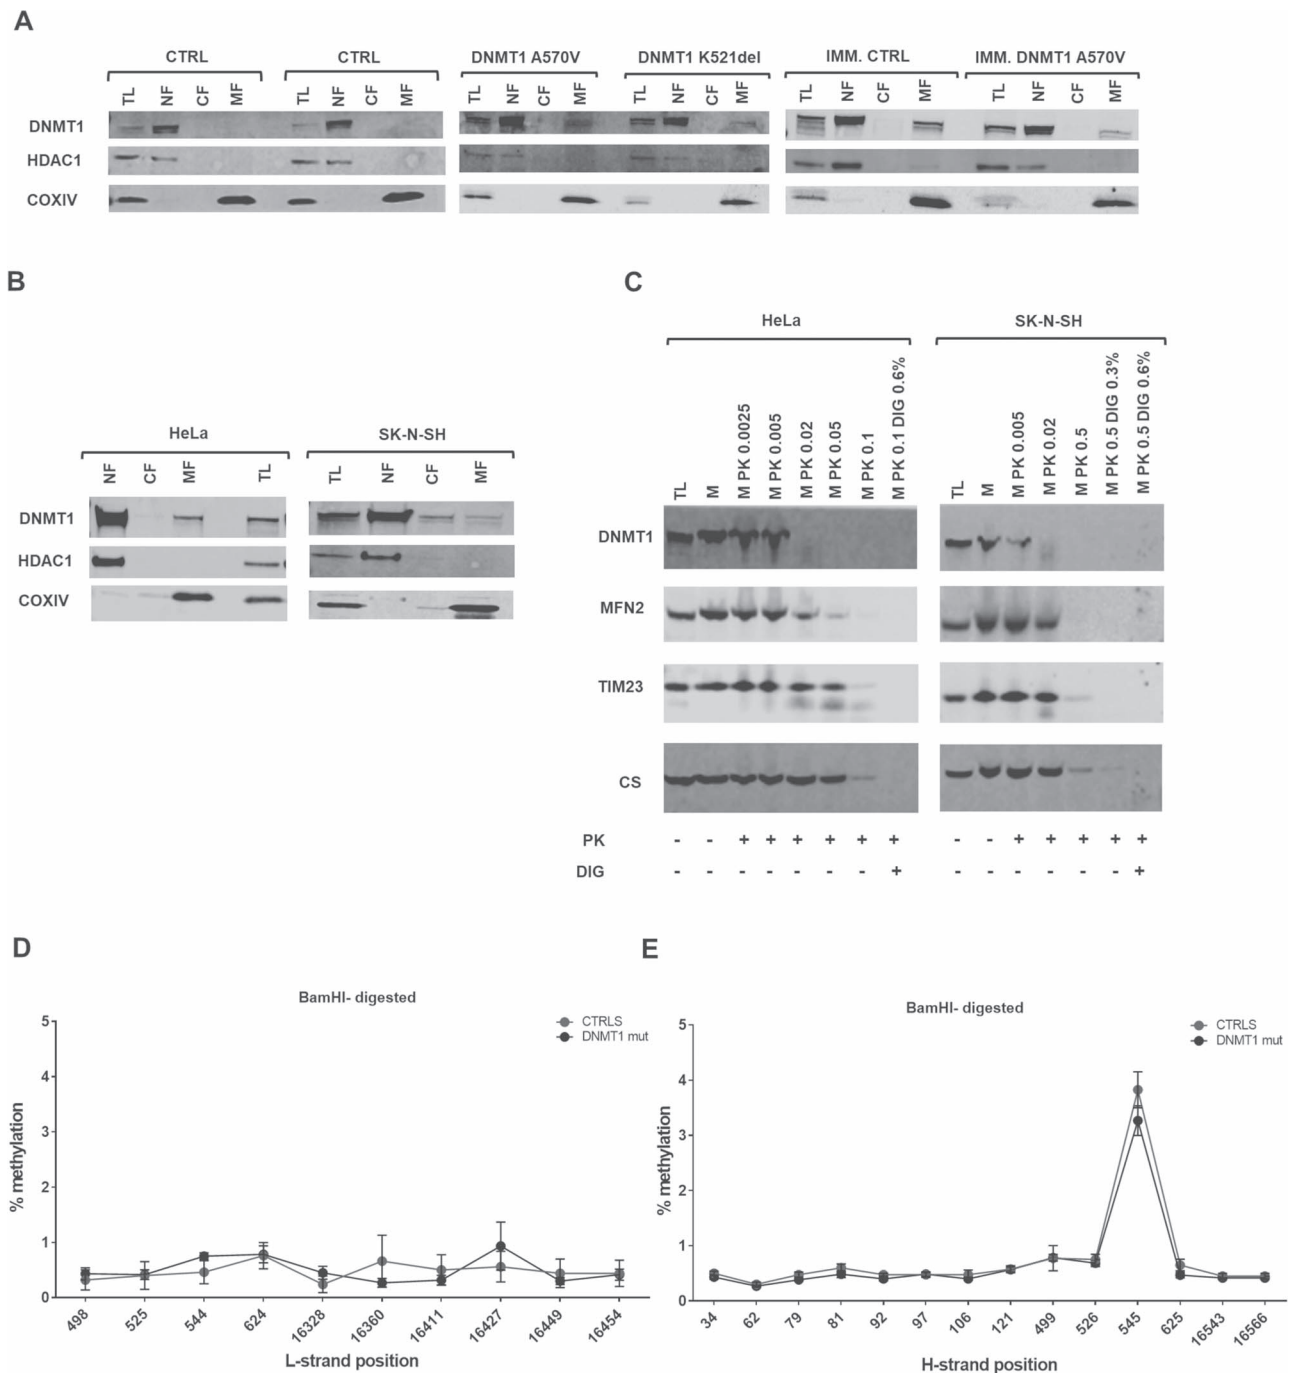 A
CTRL CTRL DNMT1 A570V DNMT1 K521del IMM. CTRL IMM. DNMT1 A570V
TL NF CF MF TL NF CF MF TL NF CF MF TL NF CF MF TL NF CF MF TL NF CF MF
DNMT1
HDAC1
COXIV
B
HeLa SK-N-SH
NF CF MF TL TL NF CF MF
DNMT1
HDAC1
COXIV
C
HeLa SK-N-SH
TL M M PK 0.0025 M PK 0.005 M PK 0.02 M PK 0.05 M PK 0.1 M PK 0.1 DIG 0.6% TL M M PK 0.005 M PK 0.02 M PK 0.5 M PK 0.5 DIG 0.3% M PK 0.5 DIG 0.6%
DNMT1
MFN2
TIM23
CS
PK - - + + + + + + - - + + + + +
DIG - - - - - - - + - - - - - - +
D
BamHI- digested
CTRLS
DNMT1 mut
% methylation
5
4
3
2
1
0
498 525 544 624 16328 16360 16411 16427 16449 16454
L-strand position
E
BamHI- digested
CTRLS
DNMT1 mut
% methylation
5
4
3
2
1
0
34 62 79 81 92 97 106 121 499 526 545 625 16543 16566
H-strand position